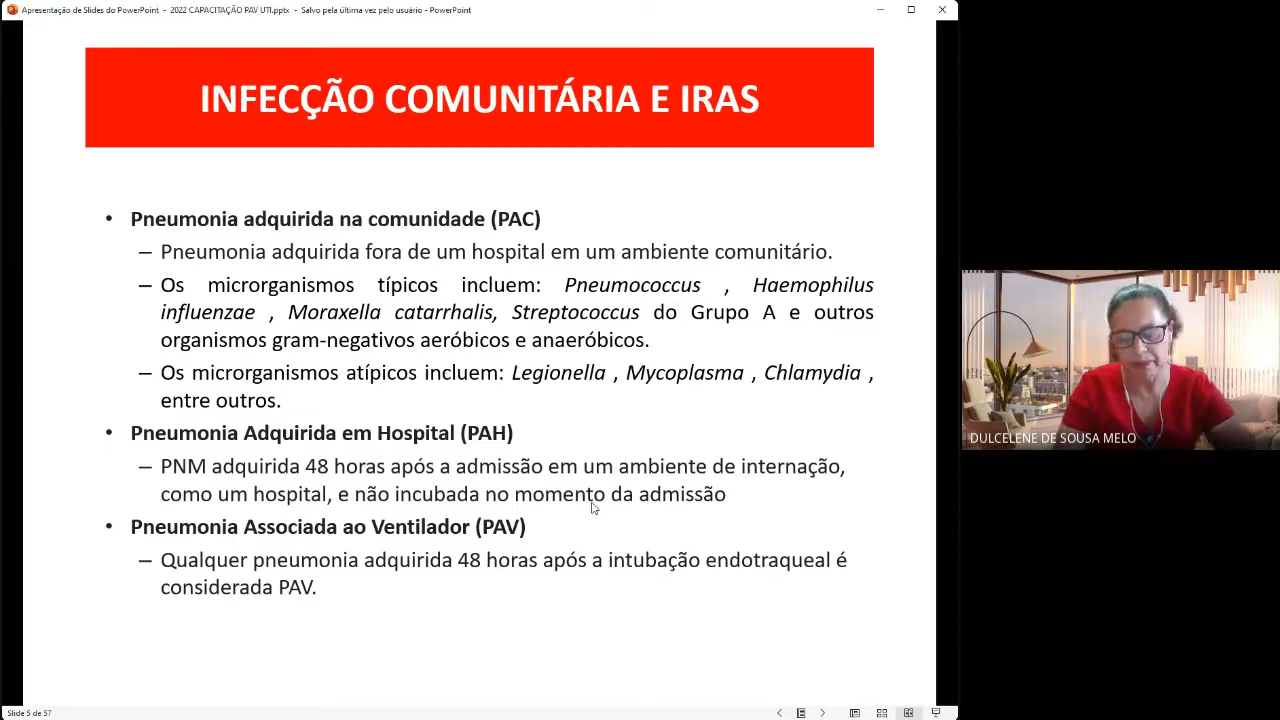 Apresentação de Slides do PowerPoint - 2022 CAPACITAÇÃO PAV UTI.pptx - Salvo pela última vez pelo usuário - PowerPoint
INFECÇÃO COMUNITÁRIA E IRAS
• Pneumonia adquirida na comunidade (PAC)
– Pneumonia adquirida fora de um hospital em um ambiente comunitário.
– Os microrganismos típicos incluem: Pneumococcus , Haemophilus
influenzae , Moraxella catarrhalis, Streptococcus do Grupo A e outros
organismos gram-negativos aeróbicos e anaeróbicos.
– Os microrganismos atípicos incluem: Legionella , Mycoplasma , Chlamydia ,
entre outros.
• Pneumonia Adquirida em Hospital (PAH)
– PNM adquirida 48 horas após a admissão em um ambiente de internação,
como um hospital, e não incubada no momento da admissão
• Pneumonia Associada ao Ventilador (PAV)
– Qualquer pneumonia adquirida 48 horas após a intubação endotraqueal é
considerada PAV.
DULCELENE DE SOUSA MELO
Slide 5 de 57